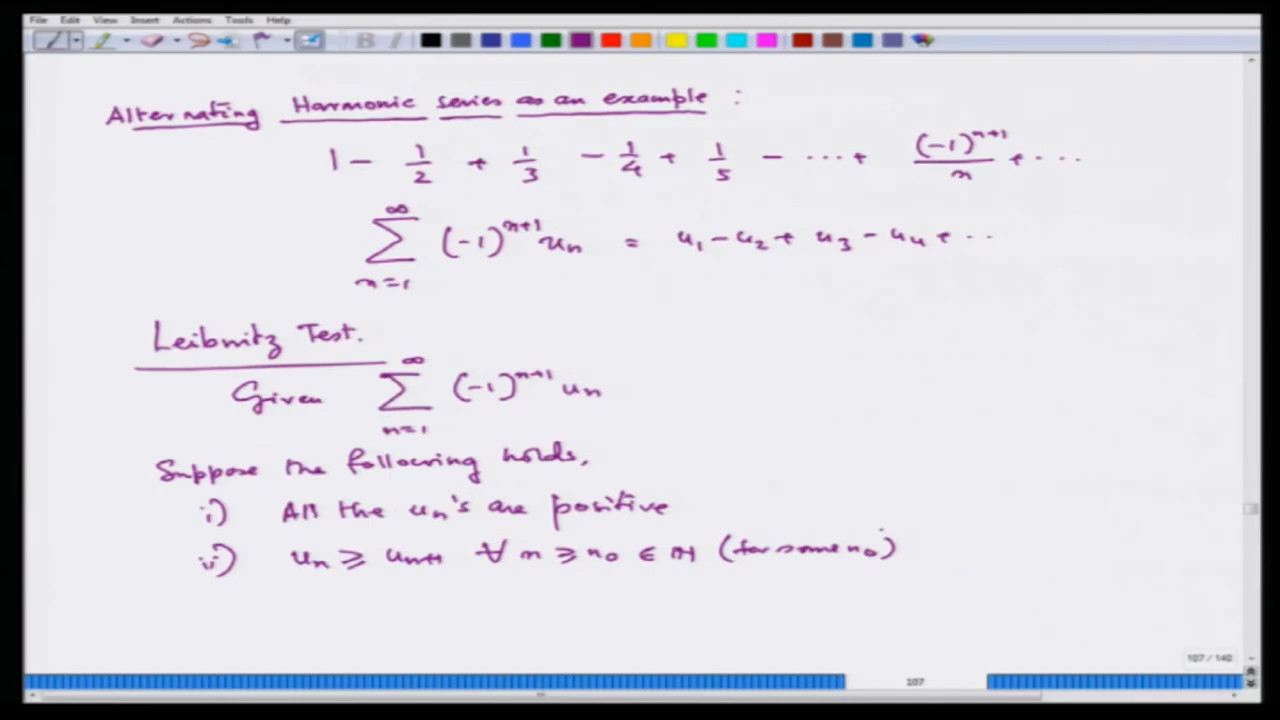 File Edit View Insert Actions Tools Help
Alternating Harmonic series as an example :
1 - 1/2 + 1/3 - 1/4 + 1/5 - ... + (-1)^{n+1}/n + ...
∑_{n=1}^{∞} (-1)^{n+1} u_n = u_1 - u_2 + u_3 - u_4 + ..
Leibnitz Test.
Given ∑_{n=1}^{∞} (-1)^{n+1} u_n
Suppose the following holds.
i) All the u_n's are positive
ii) u_n ≥ u_{n+1} ∀ n ≥ n_0 ∈ ℕ (for some n_0)
107 / 140
107